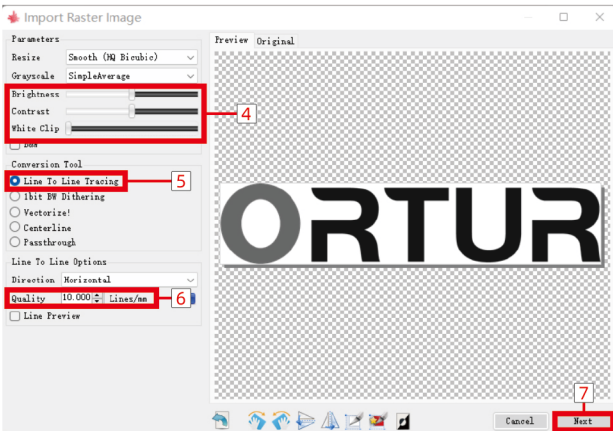 Import Raster Image
Parameters
Resize Smooth (HQ Bicubic)
Grayscale SimpleAverage
Brightness
Contrast
White Clip
4
B&W
Conversion Tool
Line To Line Tracing
5
1bit BW Dithering
Vectorize!
Centerline
Passthrough
Line To Line Options
Direction Horizontal
Quality 10.000 Lines/mm
6
Line Preview
Preview Original
ORTUR
7
Cancel Next